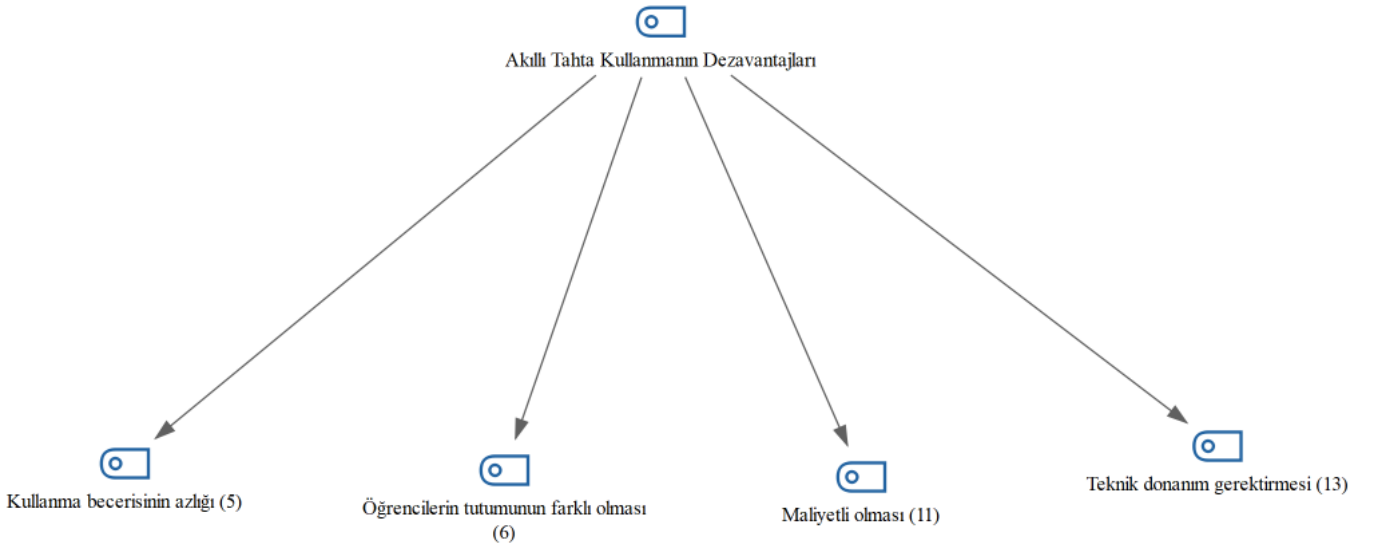 Akıllı Tahta Kullanmanın Dezavantajları
Kullanma becerisinin azlığı (5)
Öğrencilerin tutumunun farklı olması
(6)
Maliyetli olması (11)
Teknik donanım gerektirmesi (13)